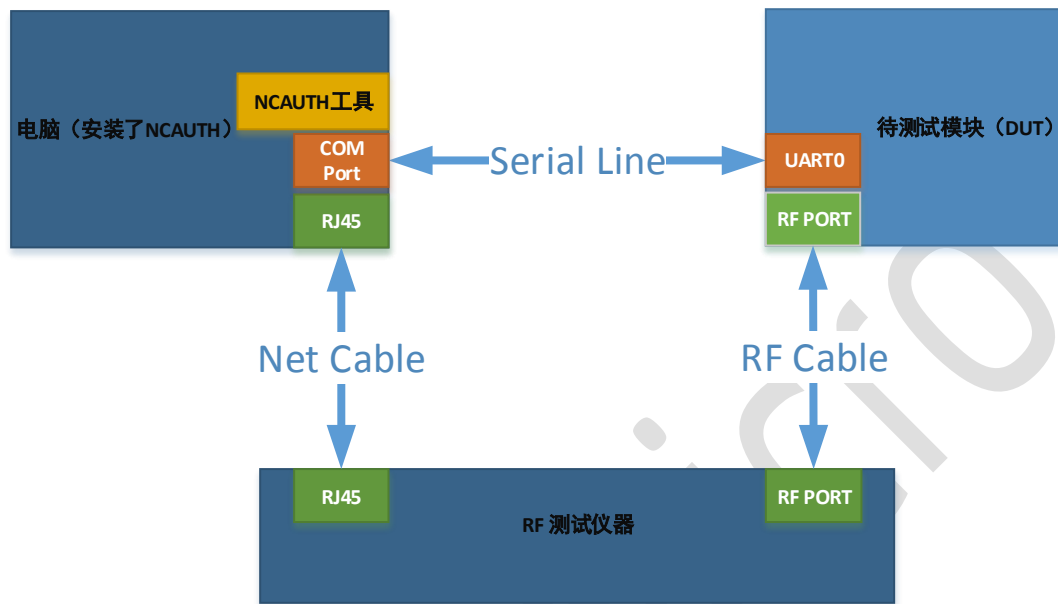 NCAUTH工具
电脑（安装了NCAUTH）
COM
Port
RJ45
Serial Line
待测试模块（DUT）
UART0
RF PORT
Net Cable
RF Cable
RJ45
RF PORT
RF 测试仪器